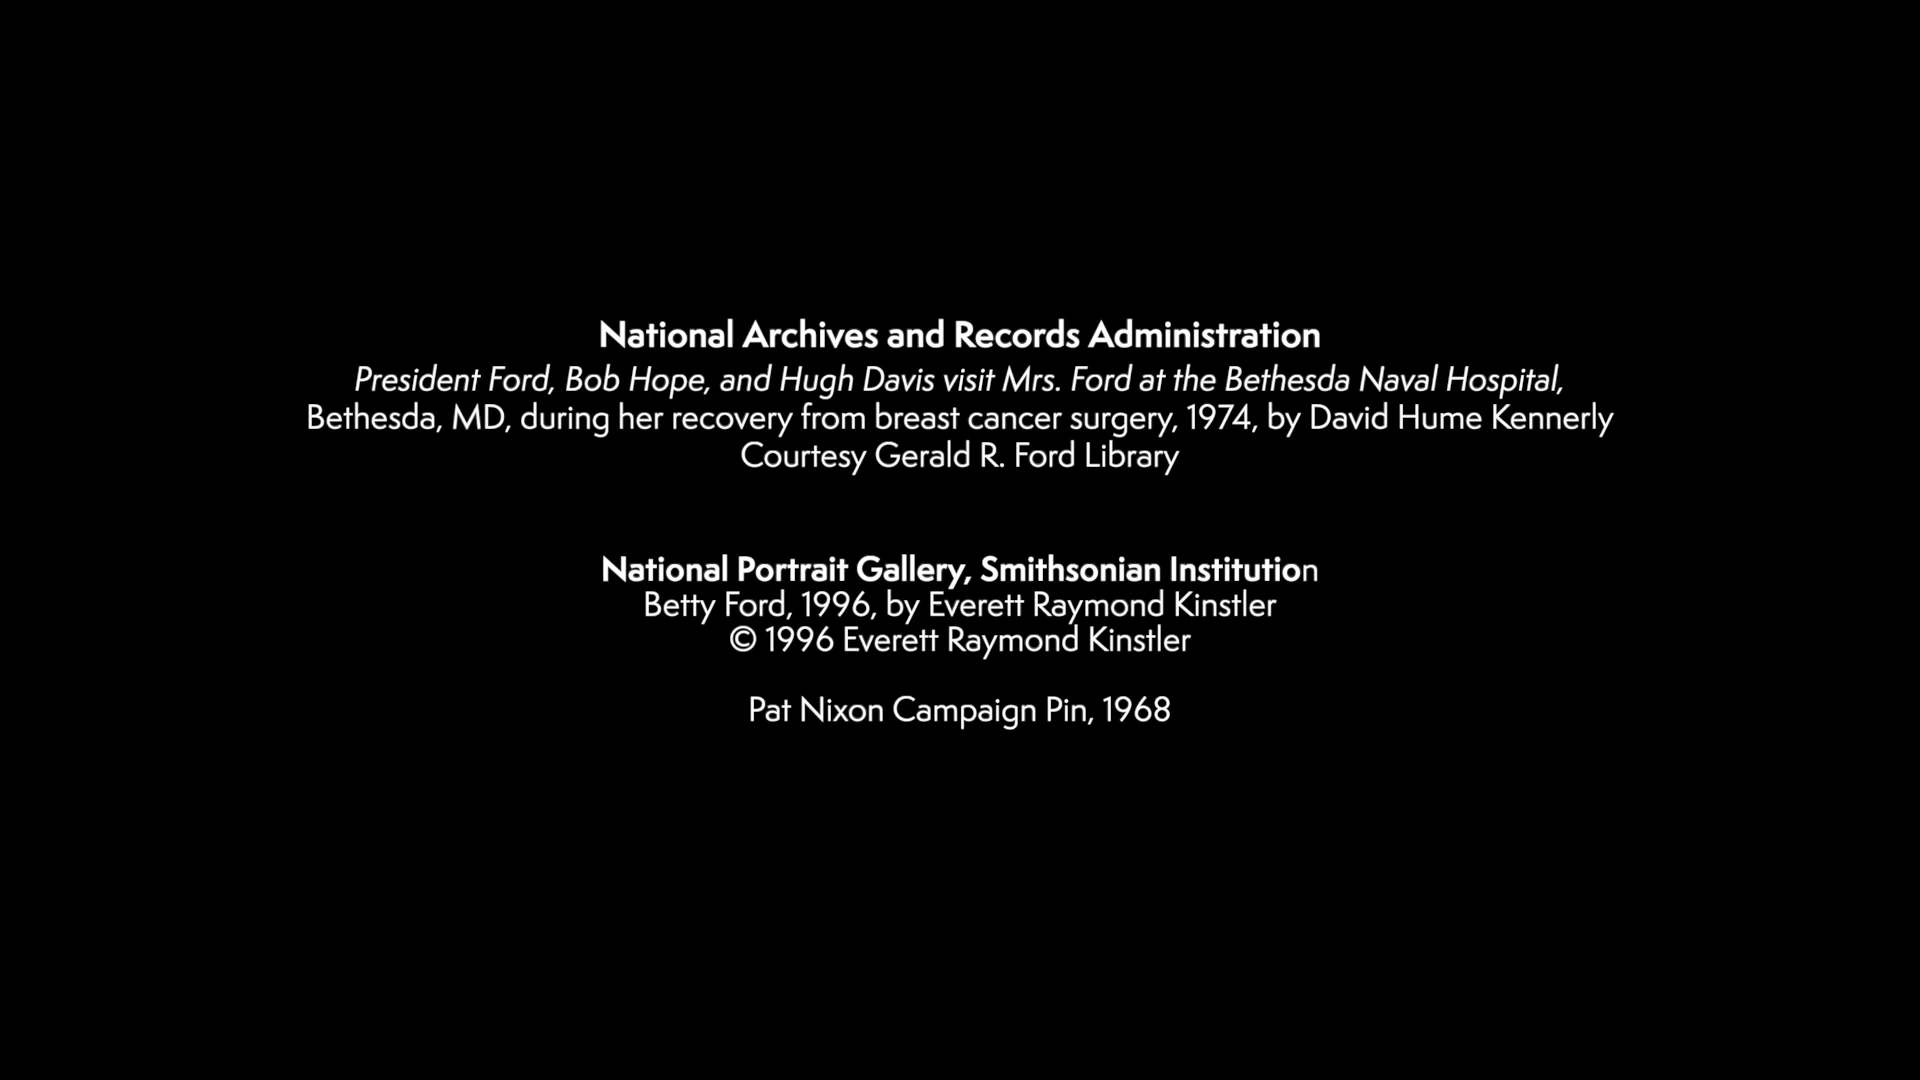 National Archives and Records Administration
President Ford, Bob Hope, and Hugh Davis visit Mrs. Ford at the Bethesda Naval Hospital,
Bethesda, MD, during her recovery from breast cancer surgery, 1974, by David Hume Kennerly
Courtesy Gerald R. Ford Library
National Portrait Gallery, Smithsonian Institution
Betty Ford, 1996, by Everett Raymond Kinstler
© 1996 Everett Raymond Kinstler
Pat Nixon Campaign Pin, 1968